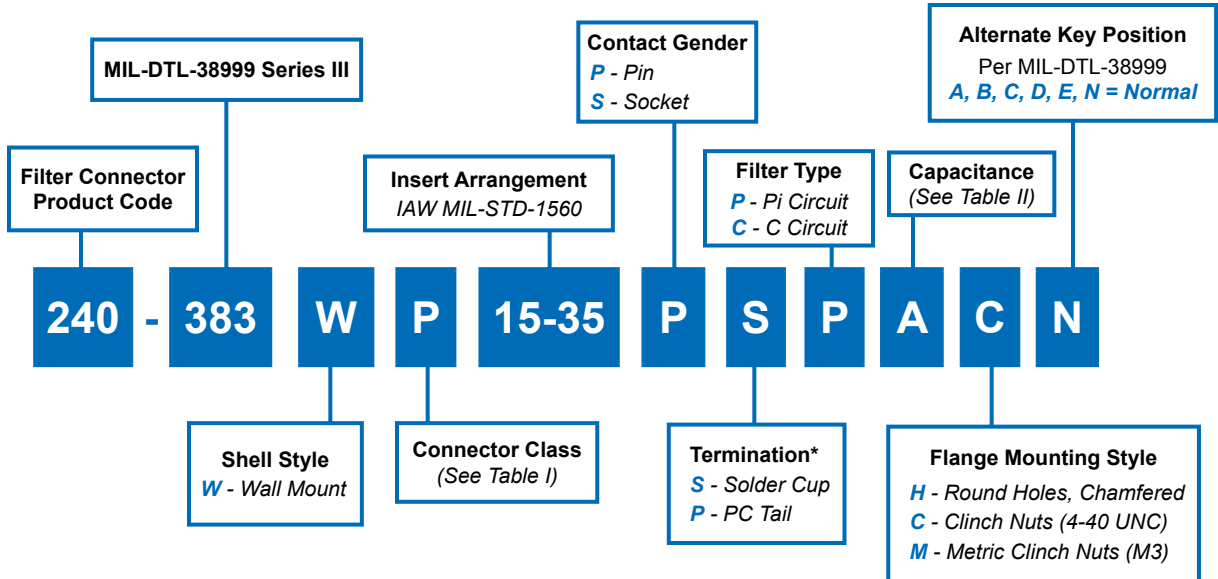 MIL-DTL-38999 Series III
Contact Gender
P - Pin
S - Socket
Alternate Key Position
Per MIL-DTL-38999
A, B, C, D, E, N = Normal
Filter Connector
Product Code
Insert Arrangement
IAW MIL-STD-1560
Filter Type
P - Pi Circuit
C - C Circuit
Capacitance
(See Table II)
240 - 383 W P 15-35 P S P A C N
Shell Style
W - Wall Mount
Connector Class
(See Table I)
Termination*
S - Solder Cup
P - PC Tail
Flange Mounting Style
H - Round Holes, Chamfered
C - Clinch Nuts (4-40 UNC)
M - Metric Clinch Nuts (M3)